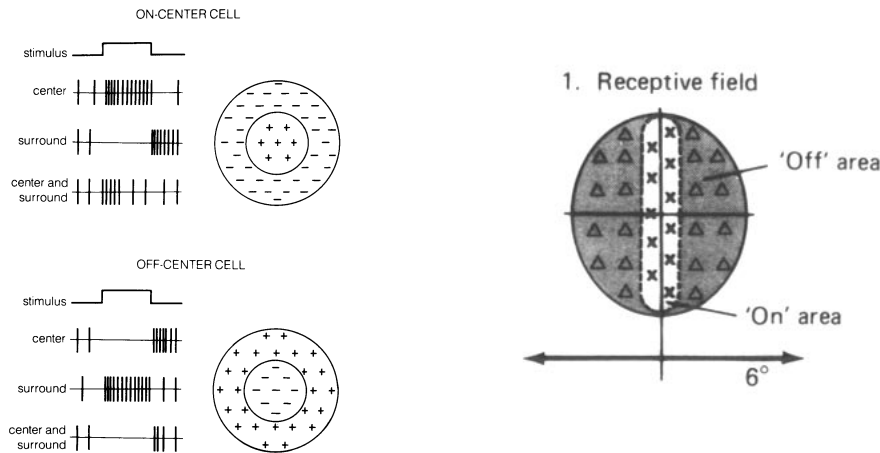 ON-CENTER CELL
stimulus
center
surround
center and
surround
OFF-CENTER CELL
stimulus
center
surround
center and
surround
1. Receptive field
'Off' area
'On' area
6°